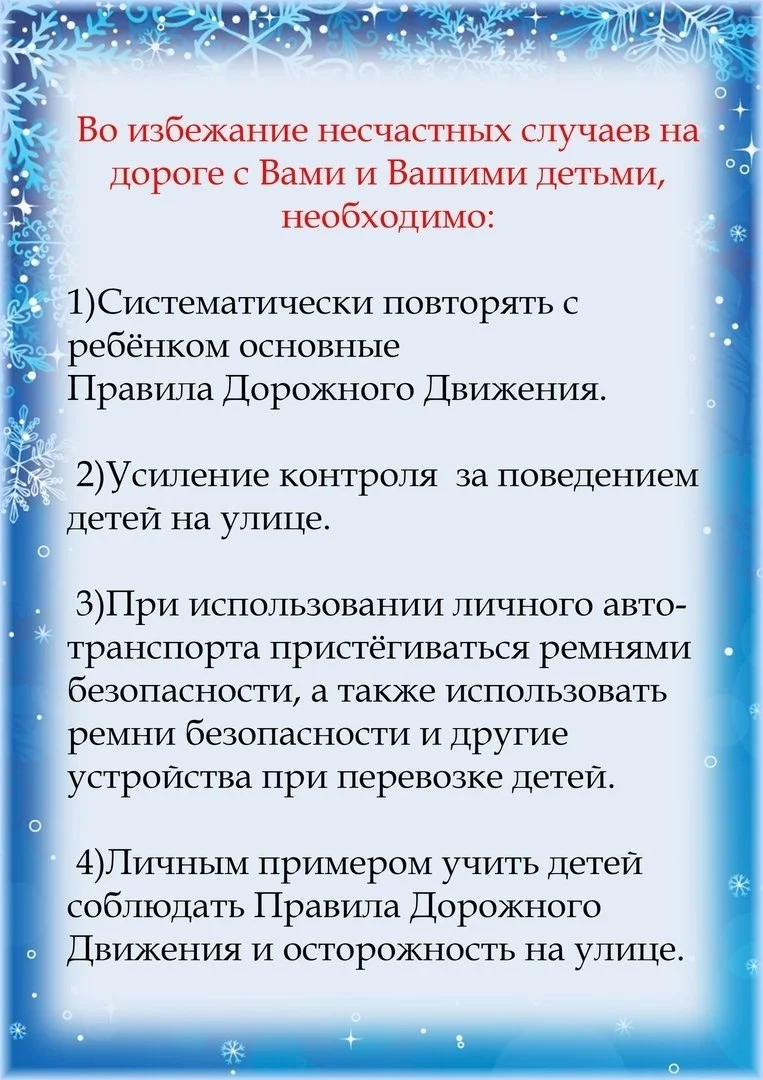 Во избежание несчастных случаев на
дороге с Вами и Вашими детьми,
необходимо:
1)Систематически повторять с
ребёнком основные
Правила Дорожного Движения.
2)Усиление контроля  за поведением
детей на улице.
3)При использовании личного авто-
транспорта пристёгиваться ремнями
безопасности, а также использовать
ремни безопасности и другие
устройства при перевозке детей.
4)Личным примером учить детей
соблюдать Правила Дорожного
Движения и осторожность на улице.